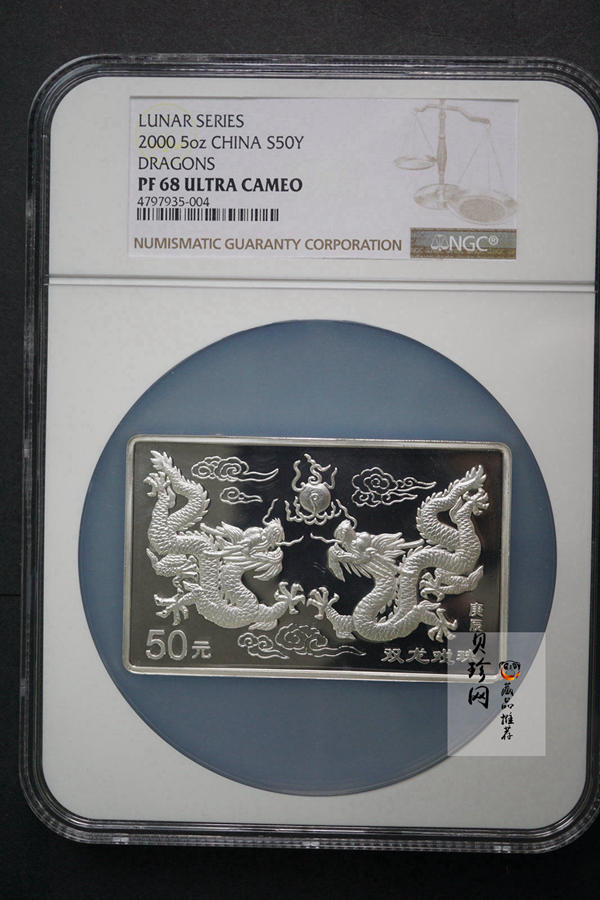 LUNAR SERIES
2000 5oz CHINA S50Y
DRAGONS
PF 68 ULTRA CAMEO
4797935-004
NUMISMATIC GUARANTY CORPORATION
NGC®
50元
庚辰
双龙戏珠
贝珍网
藏品推荐